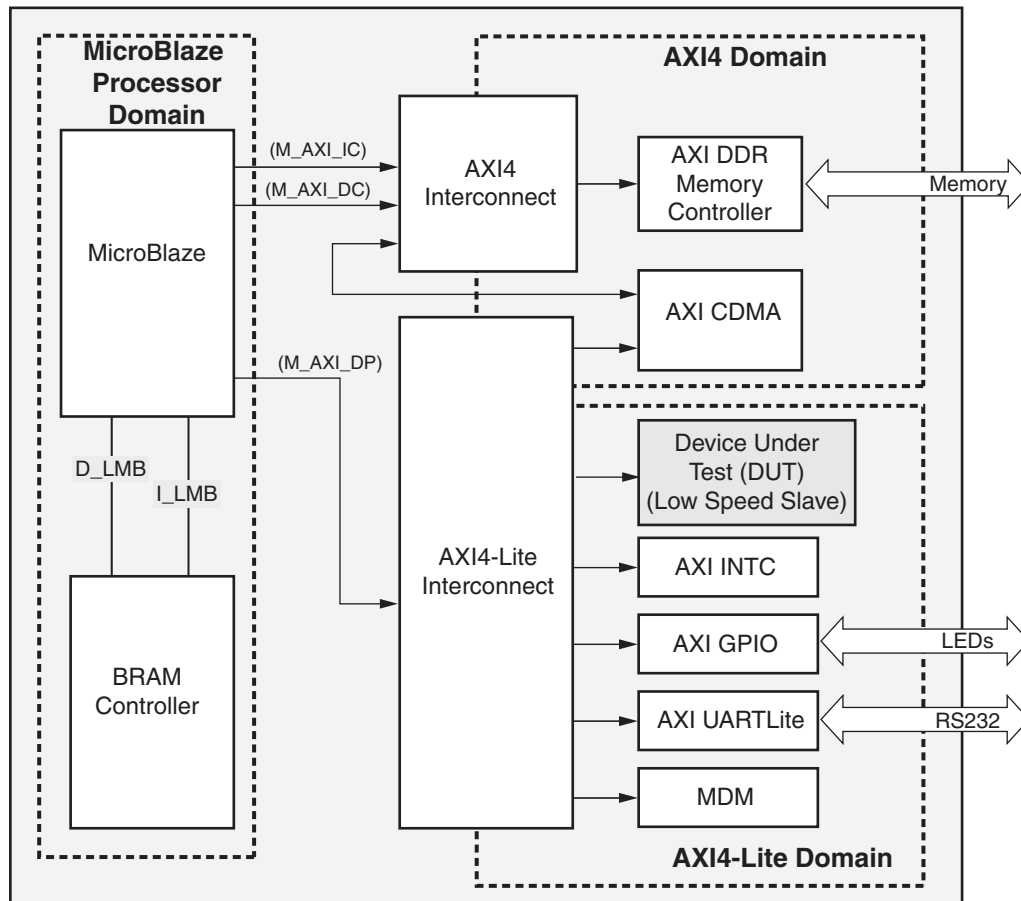 MicroBlaze
Processor
Domain
AXI4 Domain
(M_AXI_IC)
(M_AXI_DC)
MicroBlaze
AXI4
Interconnect
AXI DDR
Memory
Controller
Memory
AXI CDMA
(M_AXI_DP)
D_LMB
I_LMB
Device Under
Test (DUT)
(Low Speed Slave)
AXI4-Lite
Interconnect
AXI INTC
AXI GPIO
LEDs
BRAM
Controller
AXI UARTLite
RS232
MDM
AXI4-Lite Domain